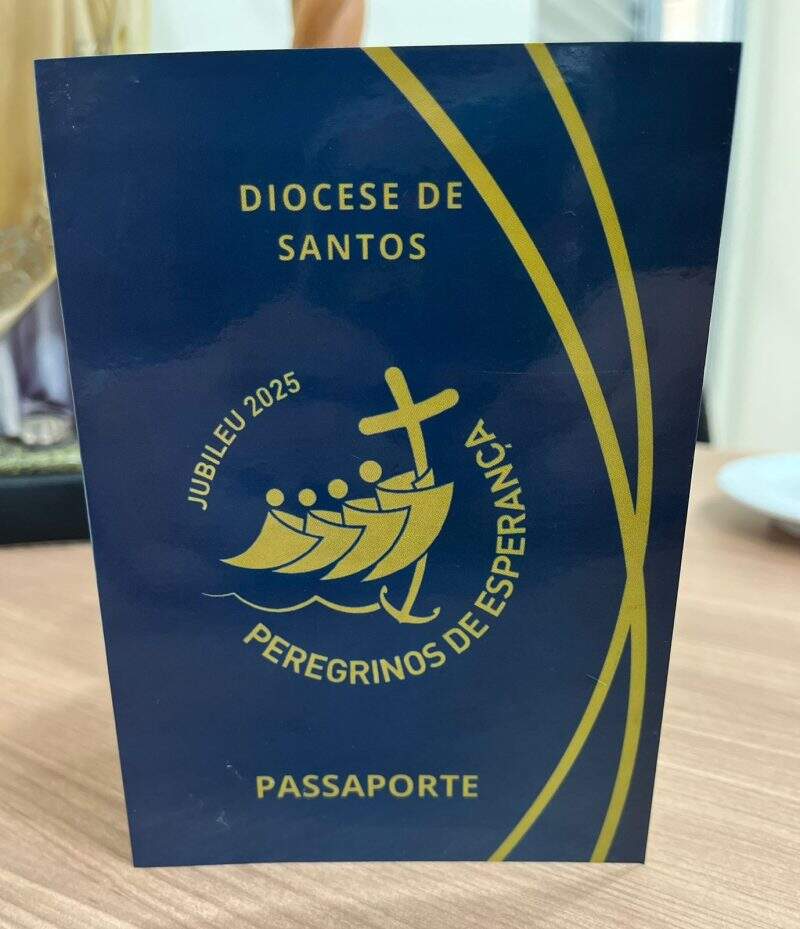 DIOCESE DE
SANTOS
JUBILEU 2025
PEREGRINOS DE ESPERANÇA
PASSAPORTE